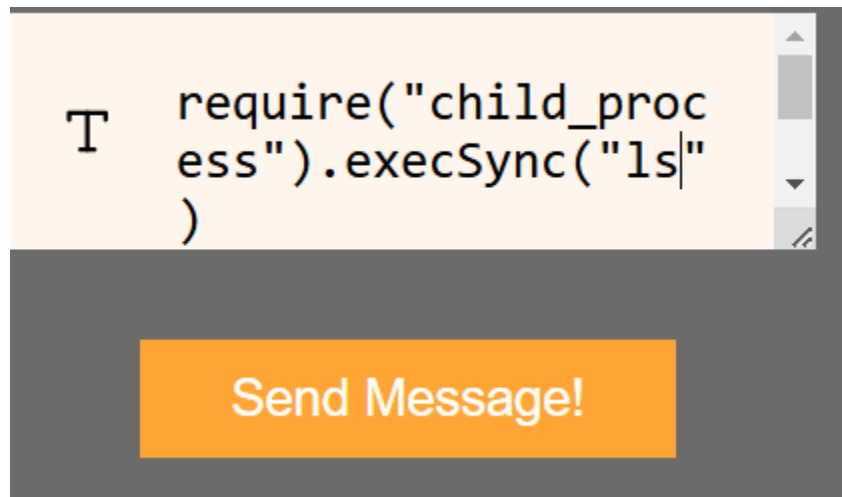 T
require("child_proc
ess").execSync("ls"
)
Send Message!